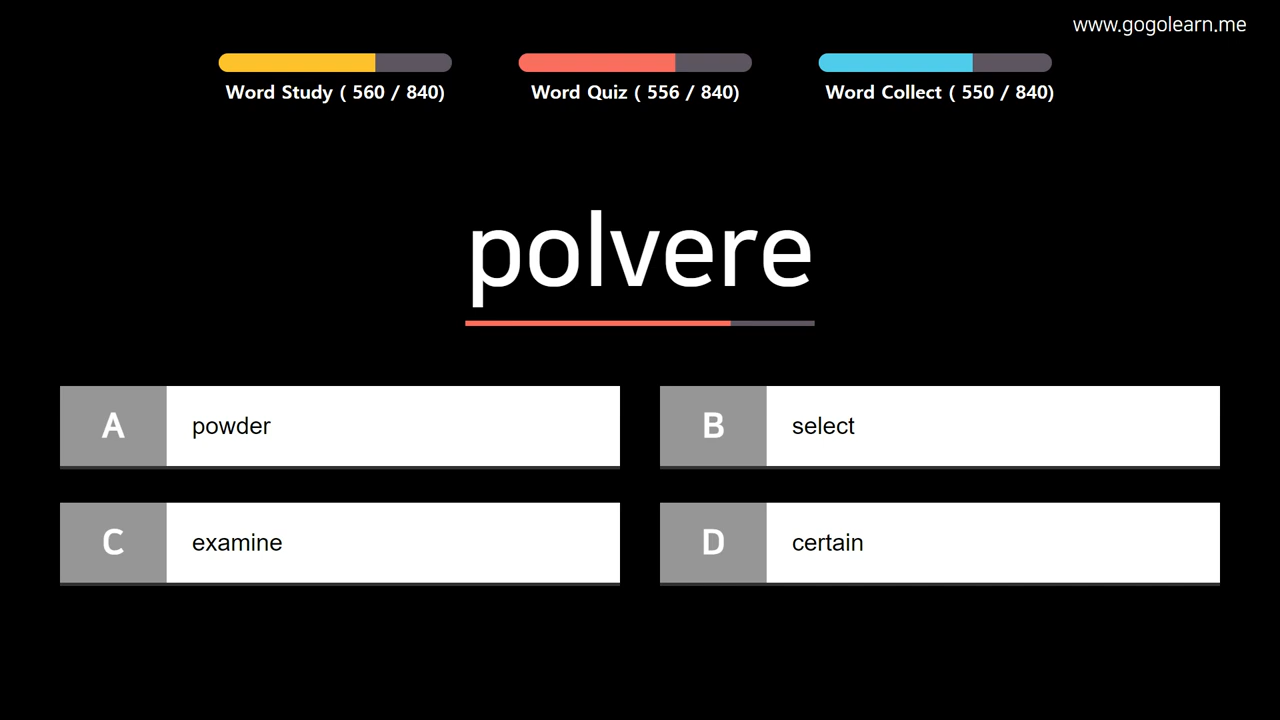 www.gogolearn.me
Word Study ( 560 / 840)
Word Quiz ( 556 / 840)
Word Collect ( 550 / 840)
polvere
A powder
B select
C examine
D certain